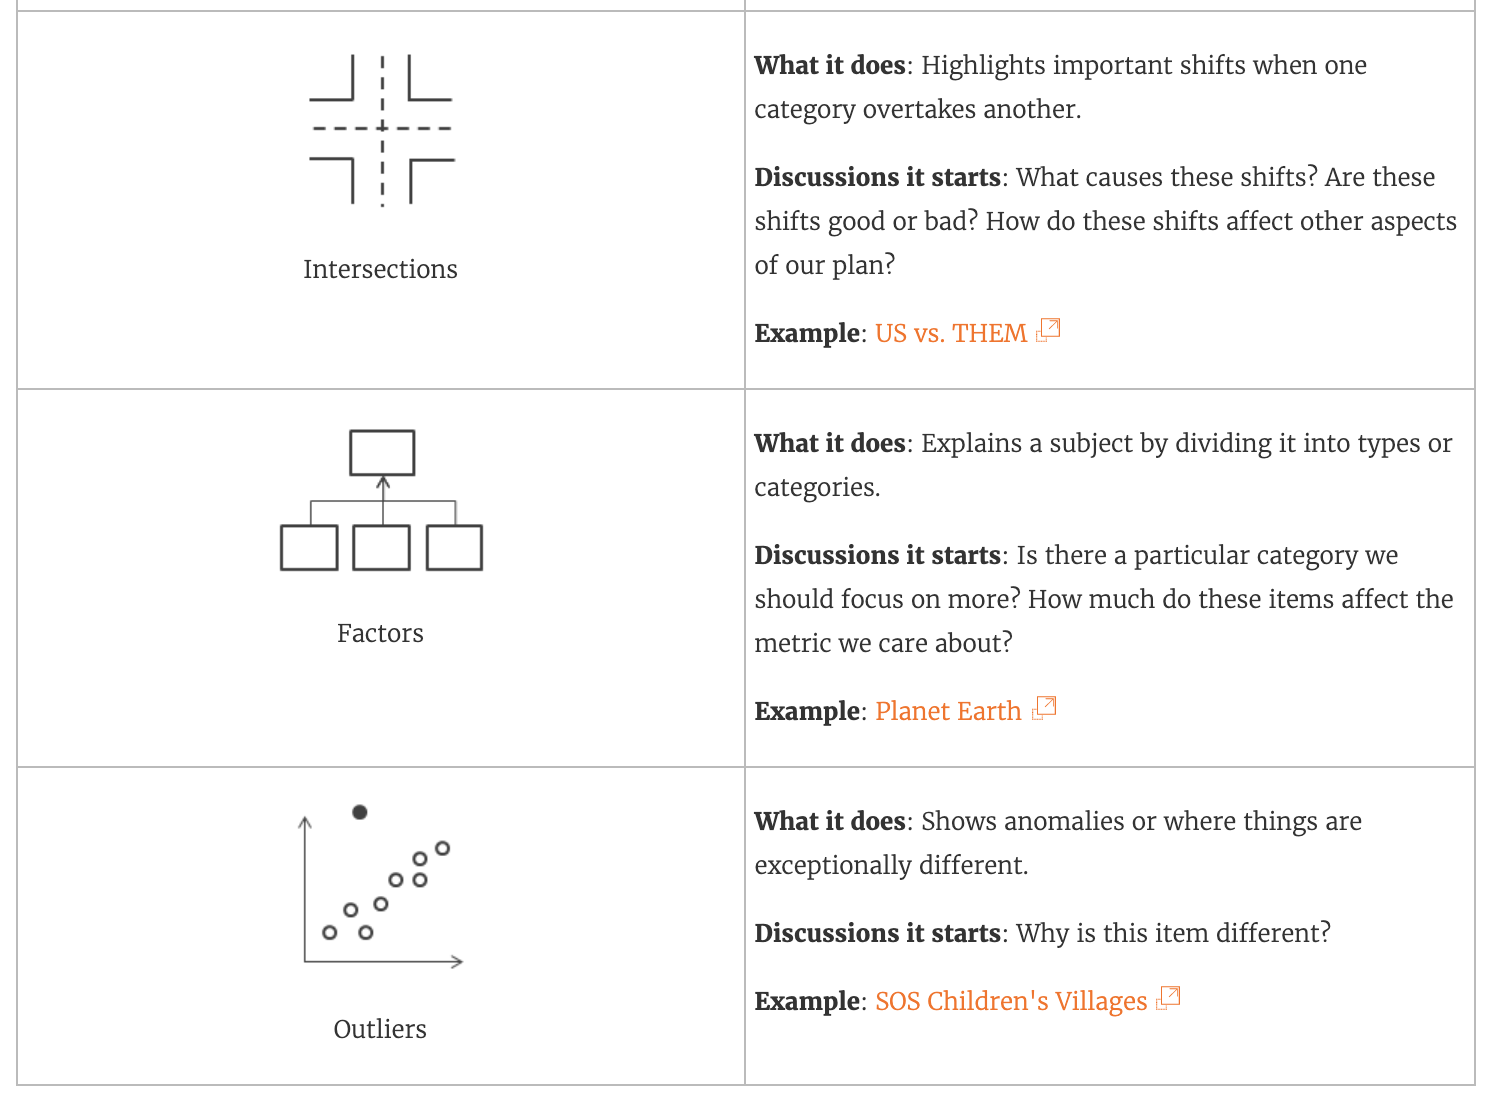 What it does: Highlights important shifts when one
category overtakes another.
Discussions it starts: What causes these shifts? Are these
shifts good or bad? How do these shifts affect other aspects
of our plan?
Example: US vs. THEM
Intersections
What it does: Explains a subject by dividing it into types or
categories.
Discussions it starts: Is there a particular category we
should focus on more? How much do these items affect the
metric we care about?
Example: Planet Earth
Factors
What it does: Shows anomalies or where things are
exceptionally different.
Discussions it starts: Why is this item different?
Example: SOS Children's Villages
Outliers